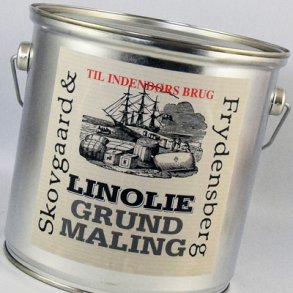 TIL INDENDØRS BRUG
Skovgaard &
Frydensberg
LINOLIE
GRUND
MALING